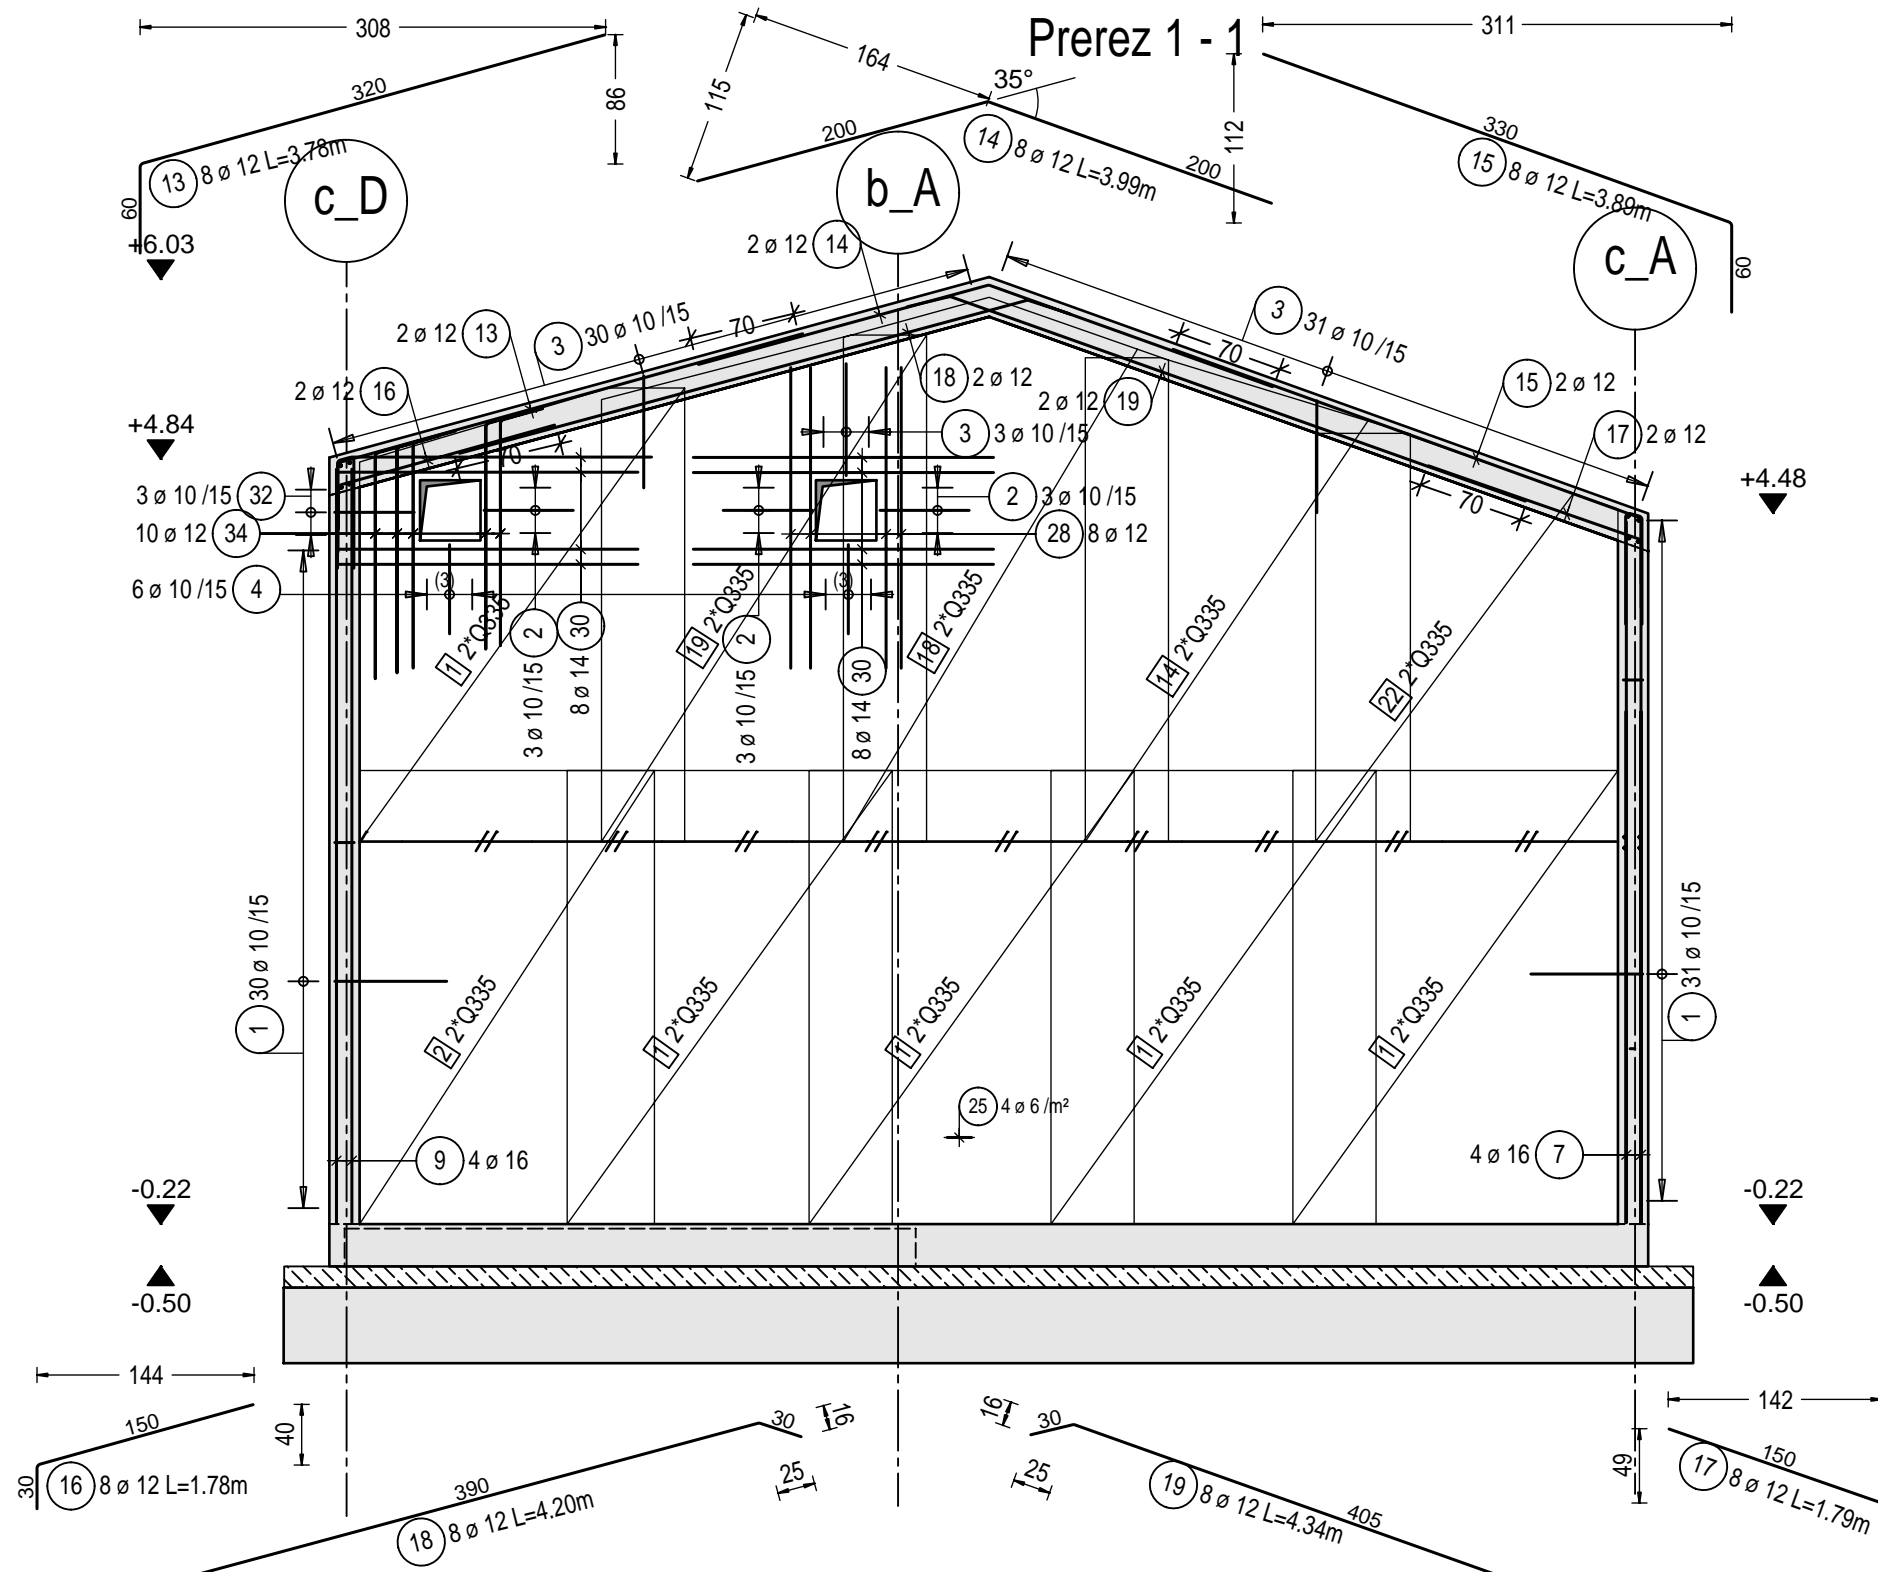 Prerez 1 - 1
308
320
86
60
13 8 ø 12 L=3.78m
164
115
200
35°
14 8 ø 12 L=3.99m
200
112
311
330
15 8 ø 12 L=3.89m
60
c_D
b_A
c_A
+6.03
+4.84
+4.48
2 ø 12 14
2 ø 12 13
3 30 ø 10 /15
70
3 31 ø 10 /15
70
2 ø 12 16
18 2 ø 12
2 ø 12 19
15 2 ø 12
17 2 ø 12
70
3 3 ø 10 /15
70
3 ø 10 /15 32
2 3 ø 10 /15
10 ø 12 34
28 8 ø 12
6 ø 10 /15 4
(3)
(3)
3 ø 10 /15 2
8 ø 14 30
3 ø 10 /15 2
8 ø 14 30
1 2*Q335
19 2*Q335
18 2*Q335
14 2*Q335
22 2*Q335
1 30 ø 10 /15
1 31 ø 10 /15
2 2*Q335
1 2*Q335
1 2*Q335
1 2*Q335
1 2*Q335
25 4 ø 6 /m²
9 4 ø 16
4 ø 16 7
-0.22
-0.22
-0.50
-0.50
144
150
40
30
16 8 ø 12 L=1.78m
390
30
16
25
18 8 ø 12 L=4.20m
16
30
25
405
19 8 ø 12 L=4.34m
142
150
49
17 8 ø 12 L=1.79m